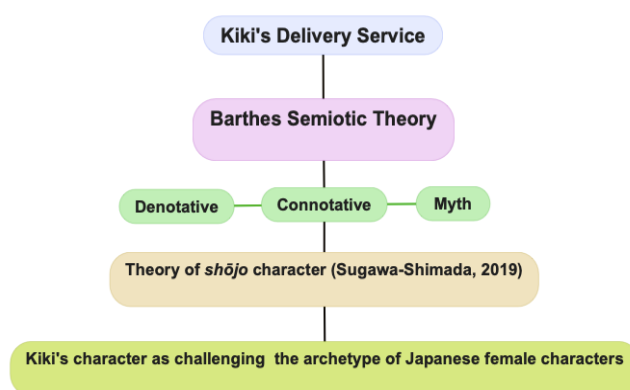 Kiki's Delivery Service
Barthes Semiotic Theory
Denotative
Connotative
Myth
Theory of shōjo character (Sugawa-Shimada, 2019)
Kiki's character as challenging  the archetype of Japanese female characters